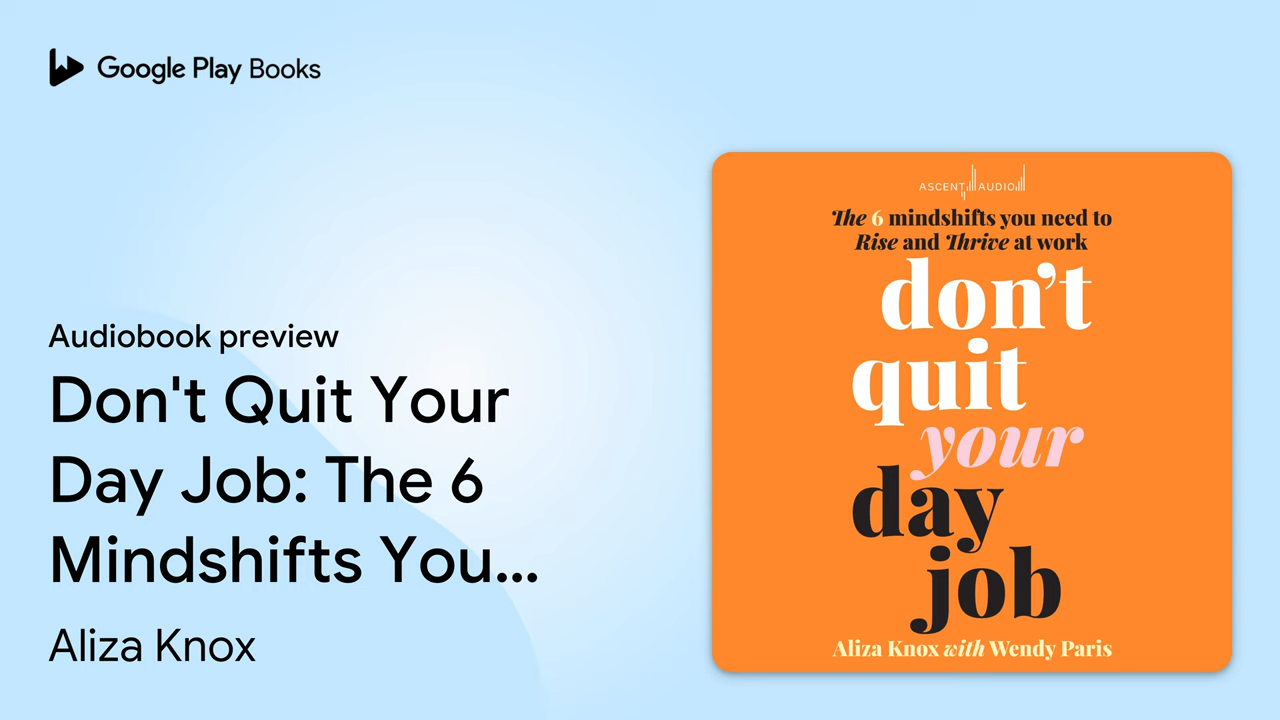 Google Play Books
Audiobook preview
Don't Quit Your
Day Job: The 6
Mindshifts You...
Aliza Knox
ASCENT AUDIO
The 6 mindshifts you need to
Rise and Thrive at work
don't
quit
your
day
job
Aliza Knox with Wendy Paris